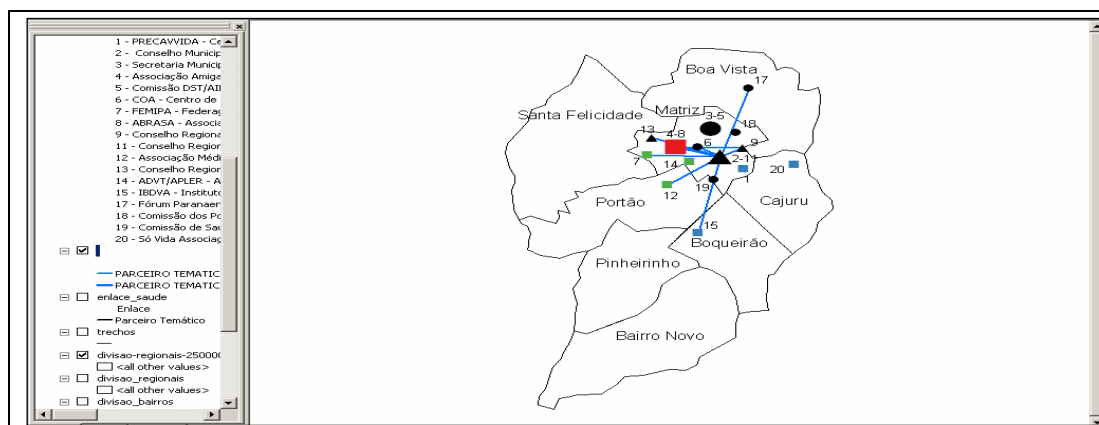 1 - PRECAVVIDA - Ce
2 - Conselho Municip
3 - Secretaria Municip
4 - Associação Amiga
5 - Comissão DST/AI
6 - COA - Centro de
7 - FEMIPA - Federaç
8 - ABRASA - Associa
9 - Conselho Regiona
11 - Conselho Region
12 - Associação Médi
13 - Conselho Region
14 - ADVT/APLER - A
15 - IBDVA - Institut
17 - Fórum Paranaen
18 - Comissão dos Po
19 - Comissão de Sau
20 - Só Vida Associaç
PARCEIRO TEMATIC
PARCEIRO TEMATIC
enlace_saude
Enlace
Parceiro Temático
trechos
divisao-regionais-25000
<all other values>
divisao_regionais
<all other values>
divisao_bairros
Boa Vista
17
Santa Felicidade
Matriz
3-5
18
13
4-8
6
9
7
14
2-11
1
20
12
19
Portão
Cajuru
15
Boqueirão
Pinheirinho
Bairro Novo